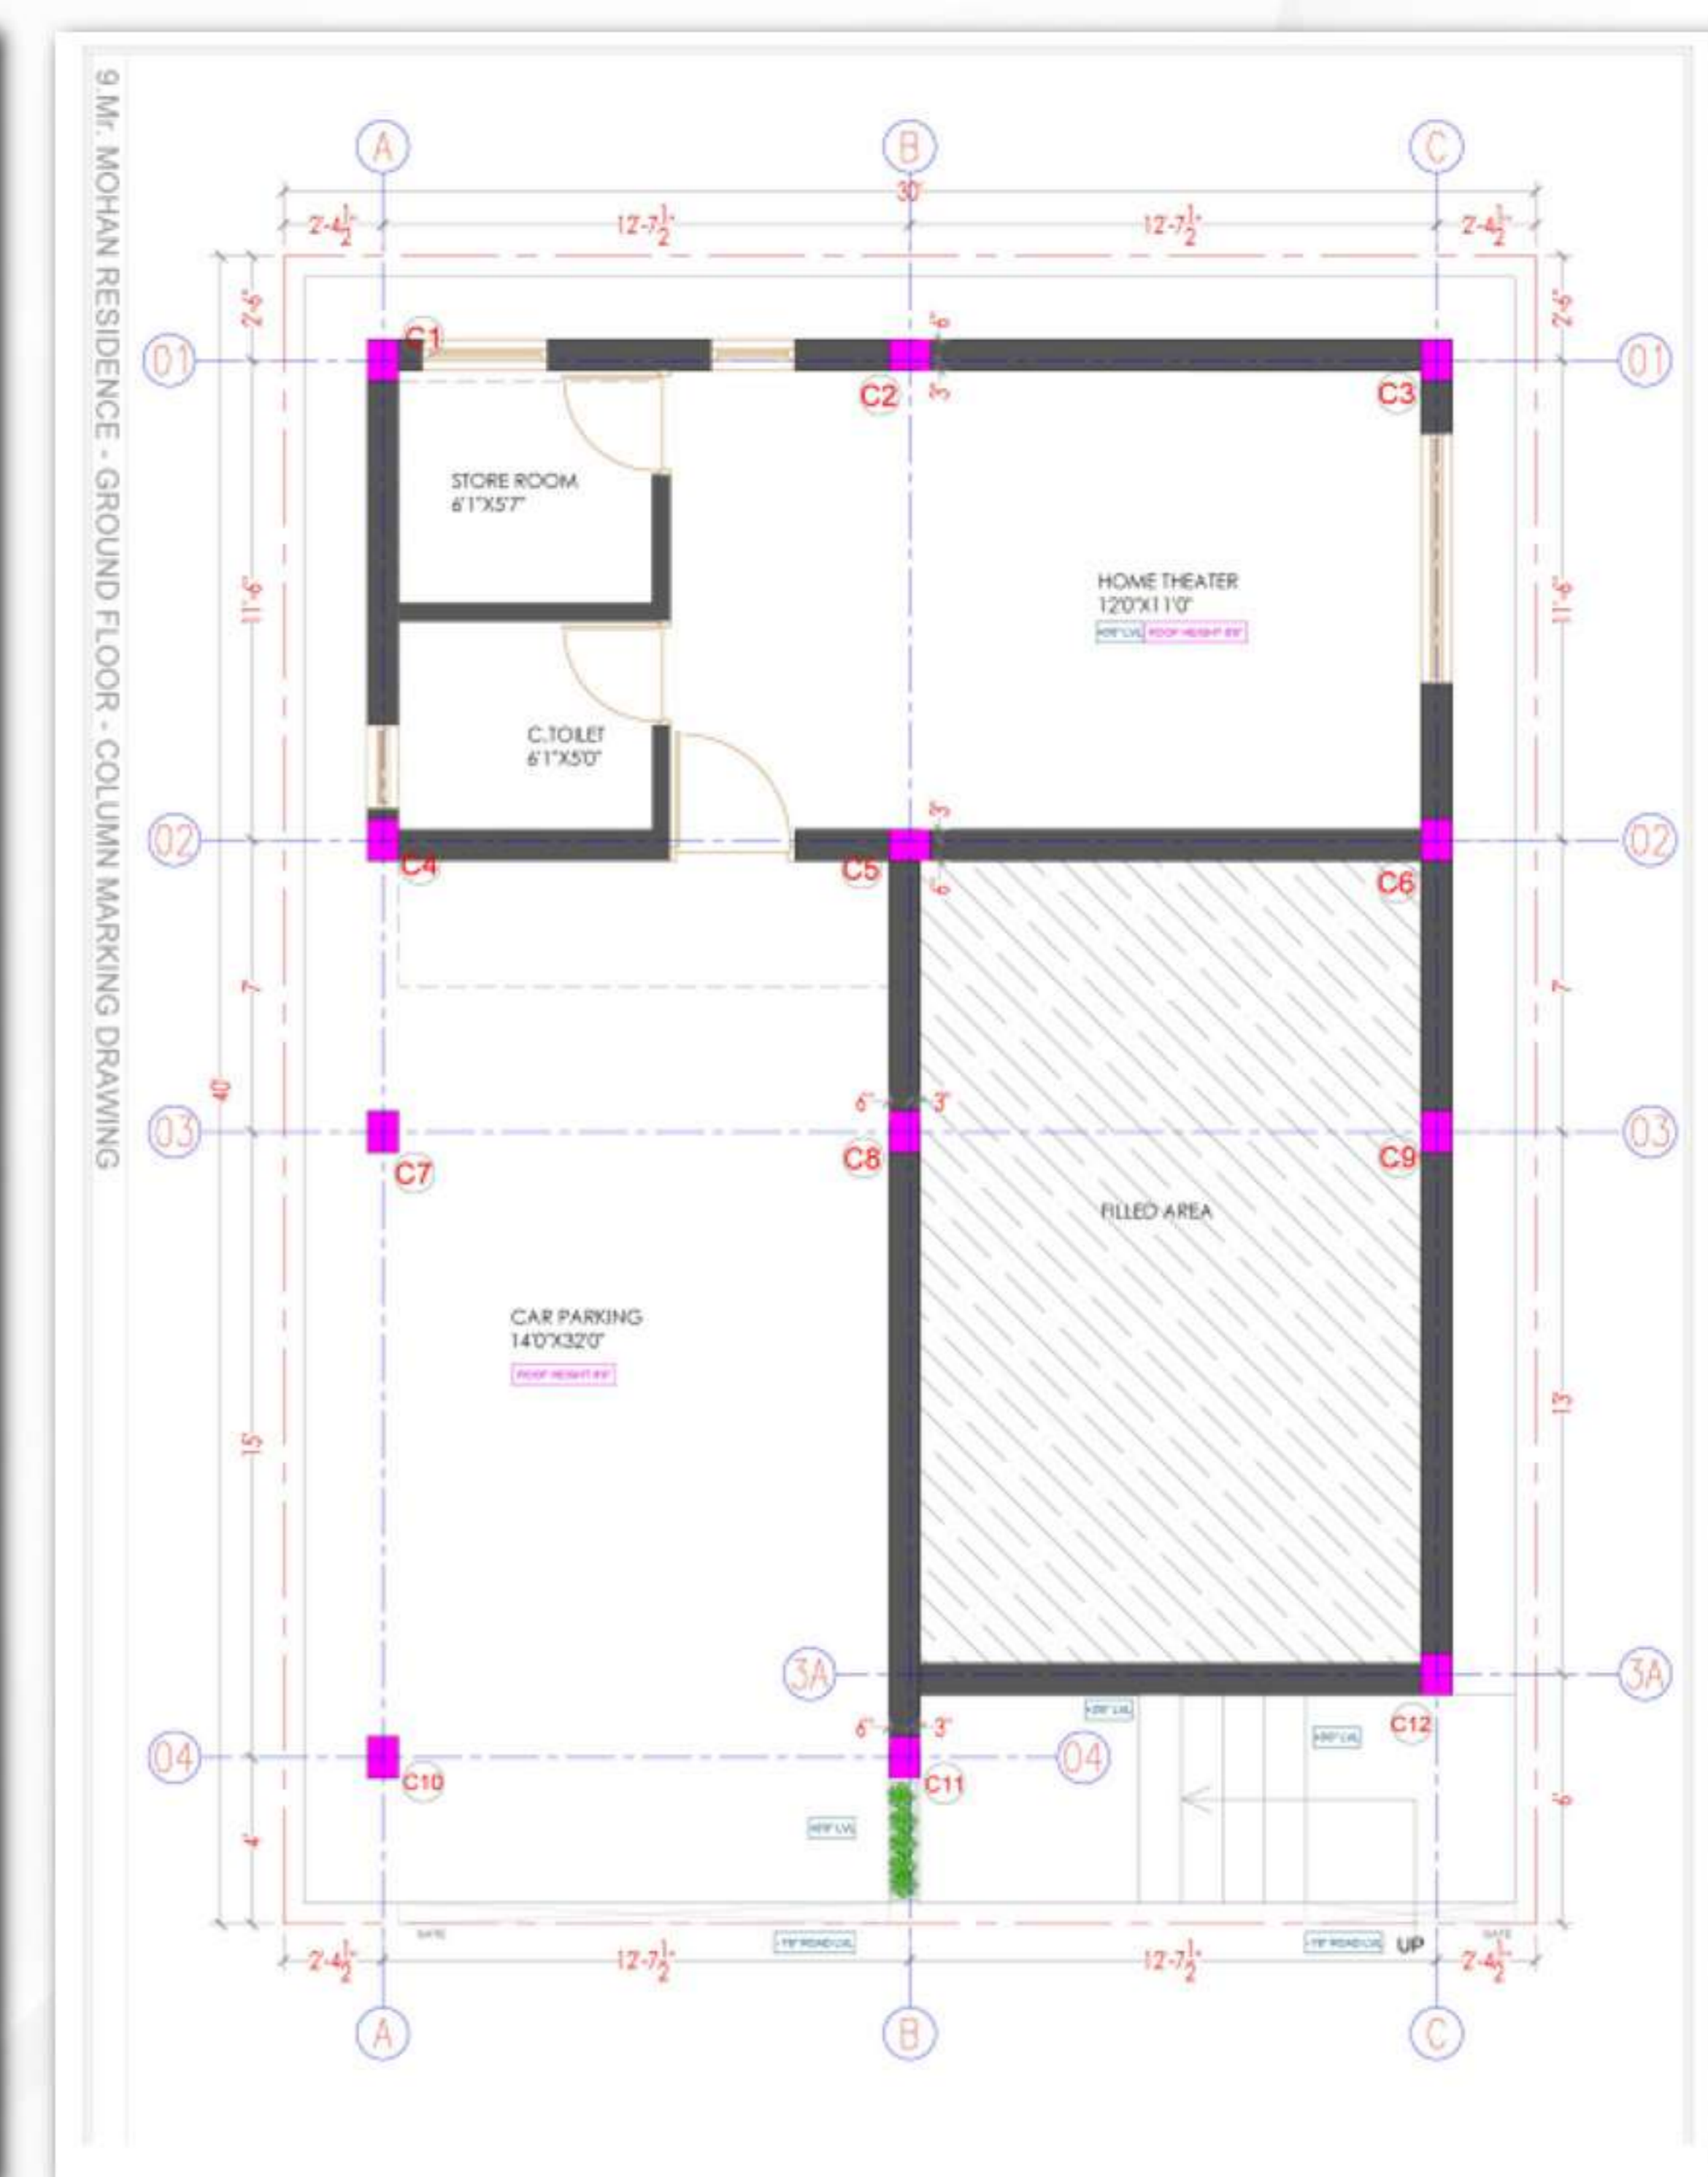 9.Mr. MOHAN RESIDENCE - GROUND FLOOR - COLUMN MARKING DRAWING
A
B
C
30'
2'-4½"
12'-7½"
12'-7½"
2'-4½"
2'-6"
2'-6"
01
C1
6"
01
C2
3"
C3
STORE ROOM
6'1"X5'7"
HOME THEATER
12'0"X11'0"
11'-6"
11'-6"
C.TOILET
6'1"X5'0"
3"
02
02
C4
C5
6"
C6
7'
7'
40'
6"
3"
03
03
C7
C8
C9
FILLED AREA
CAR PARKING
14'0"X32'0"
15'
13'
3A
3A
C12
6"
3"
04
04
C10
C11
4'
6'
GATE
UP
GATE
2'-4½"
12'-7½"
12'-7½"
2'-4½"
A
B
C